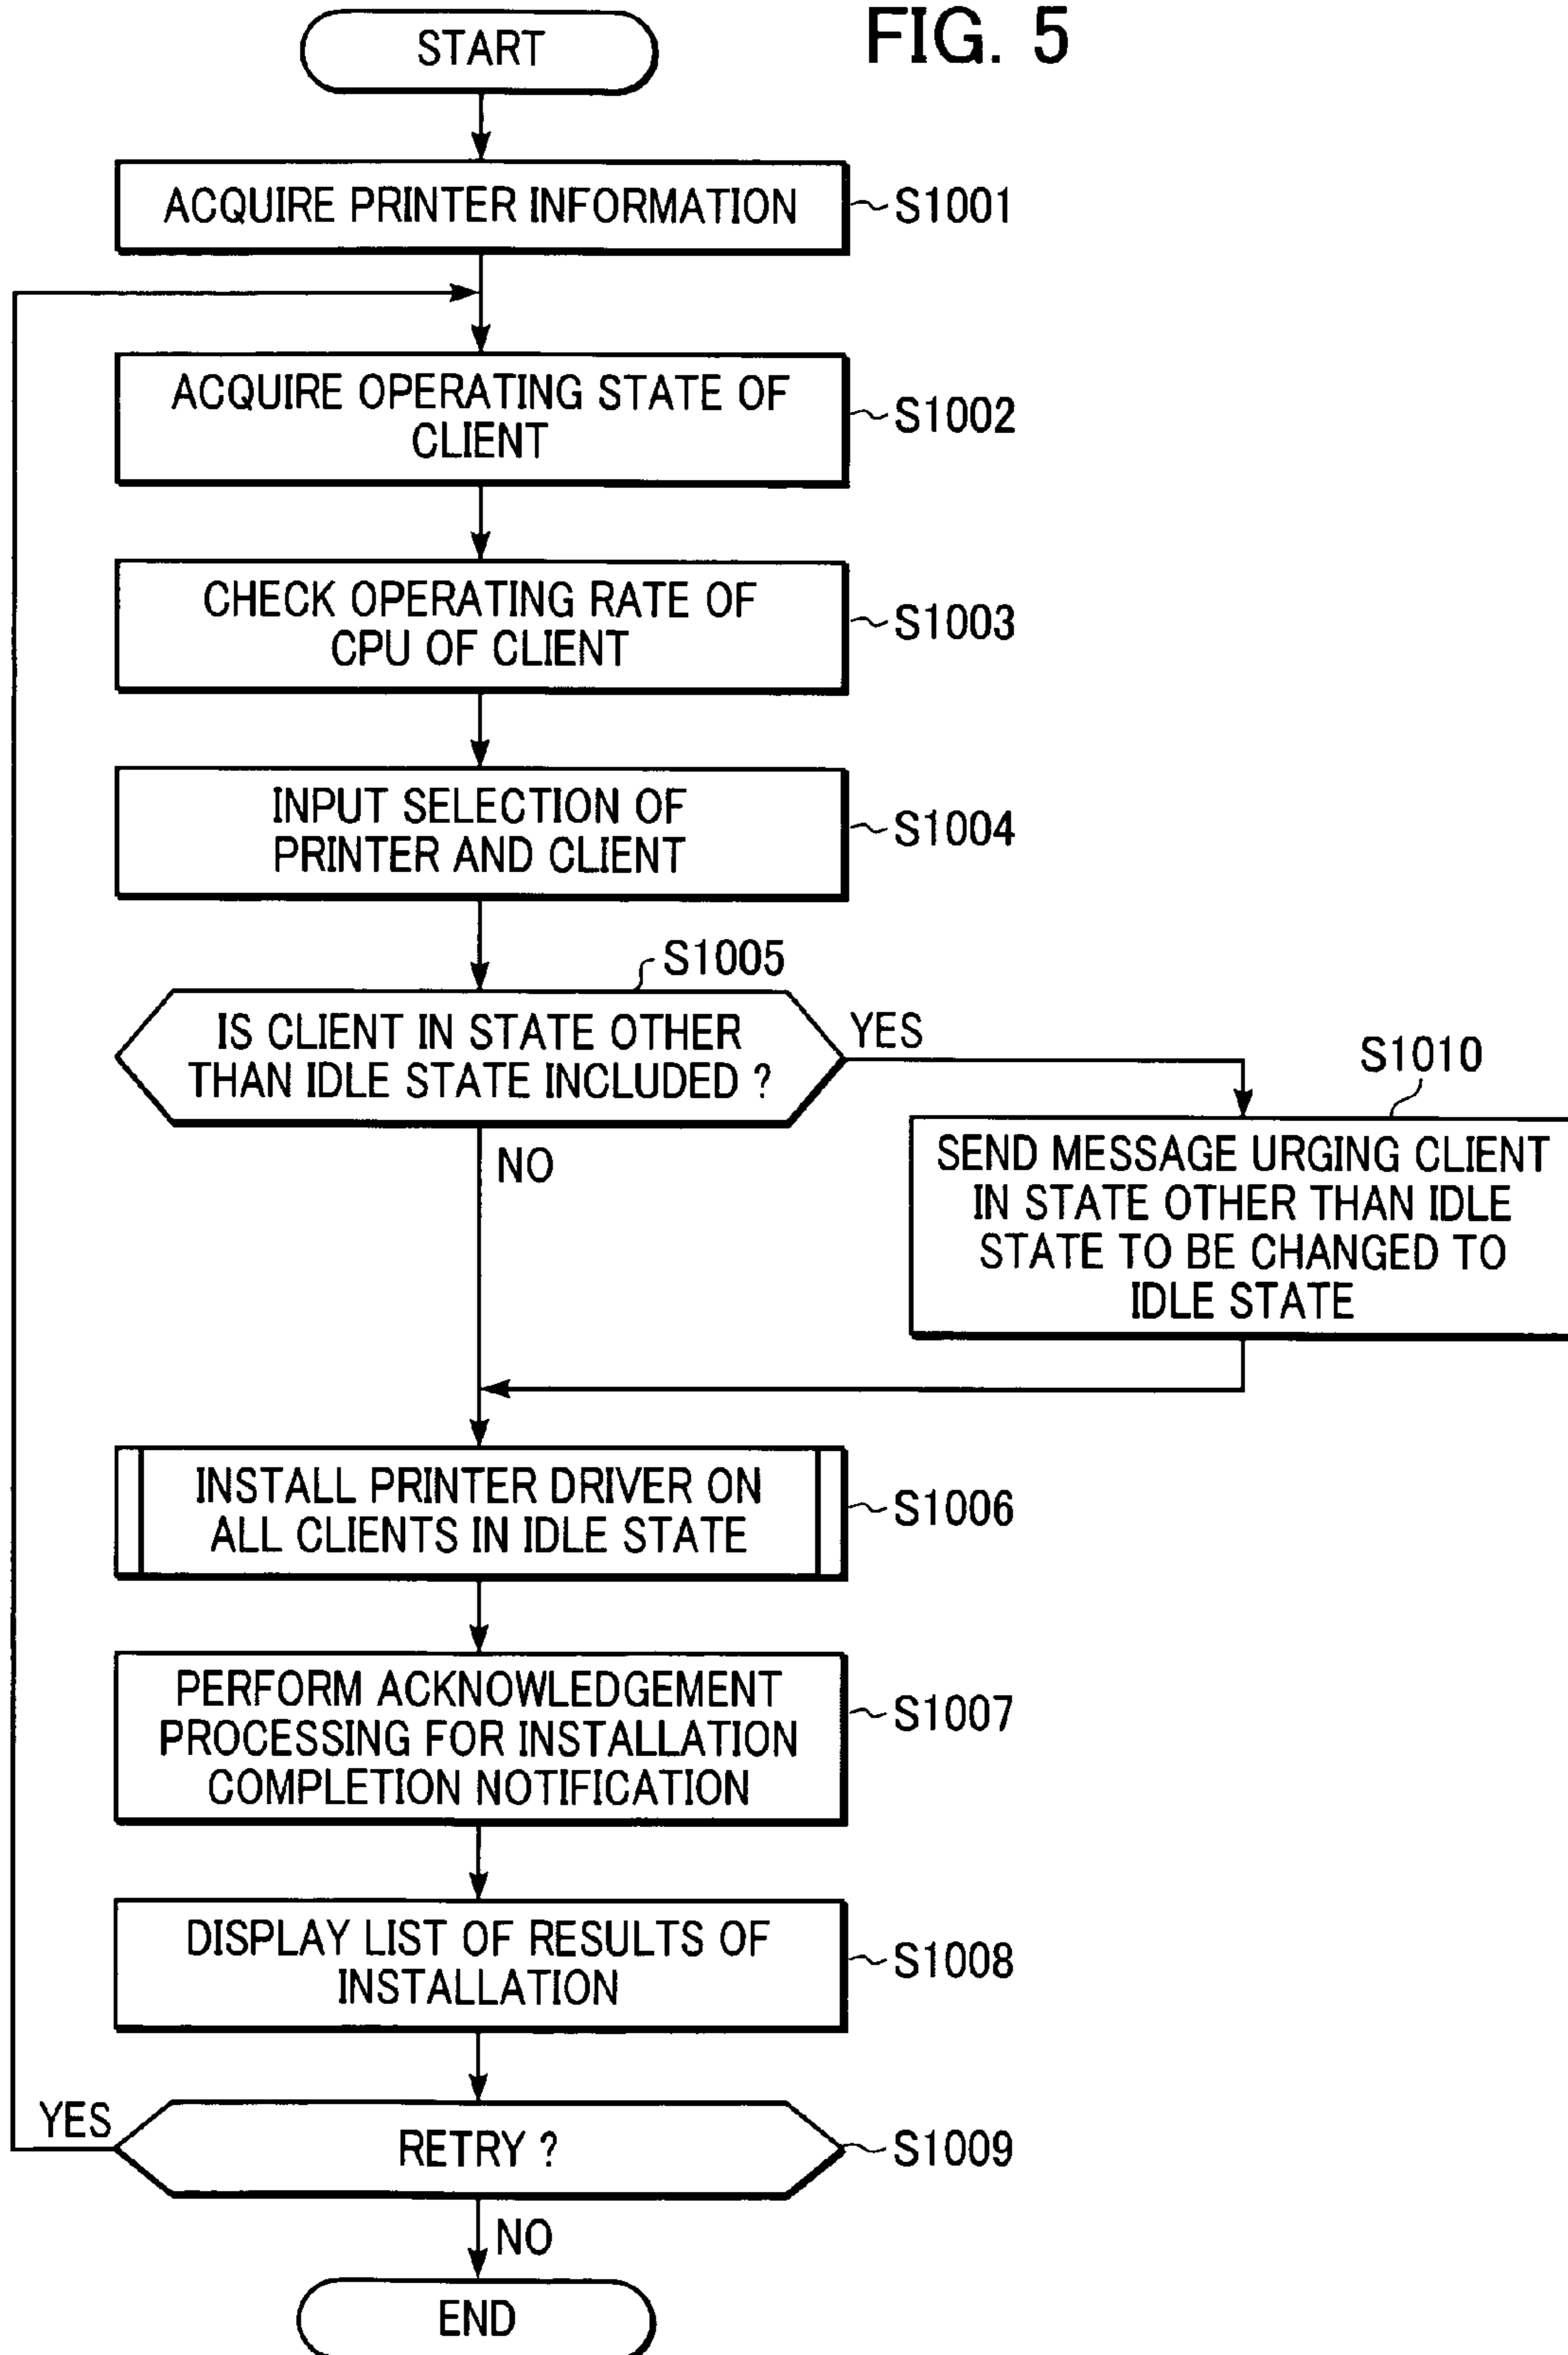 FIG. 5
START
ACQUIRE PRINTER INFORMATION
S1001
ACQUIRE OPERATING STATE OF
CLIENT
S1002
CHECK OPERATING RATE OF
CPU OF CLIENT
S1003
INPUT SELECTION OF
PRINTER AND CLIENT
S1004
S1005
IS CLIENT IN STATE OTHER
THAN IDLE STATE INCLUDED ?
YES
NO
S1010
SEND MESSAGE URGING CLIENT
IN STATE OTHER THAN IDLE
STATE TO BE CHANGED TO
IDLE STATE
INSTALL PRINTER DRIVER ON
ALL CLIENTS IN IDLE STATE
S1006
PERFORM ACKNOWLEDGEMENT
PROCESSING FOR INSTALLATION
COMPLETION NOTIFICATION
S1007
DISPLAY LIST OF RESULTS OF
INSTALLATION
S1008
YES
RETRY ?
S1009
NO
END